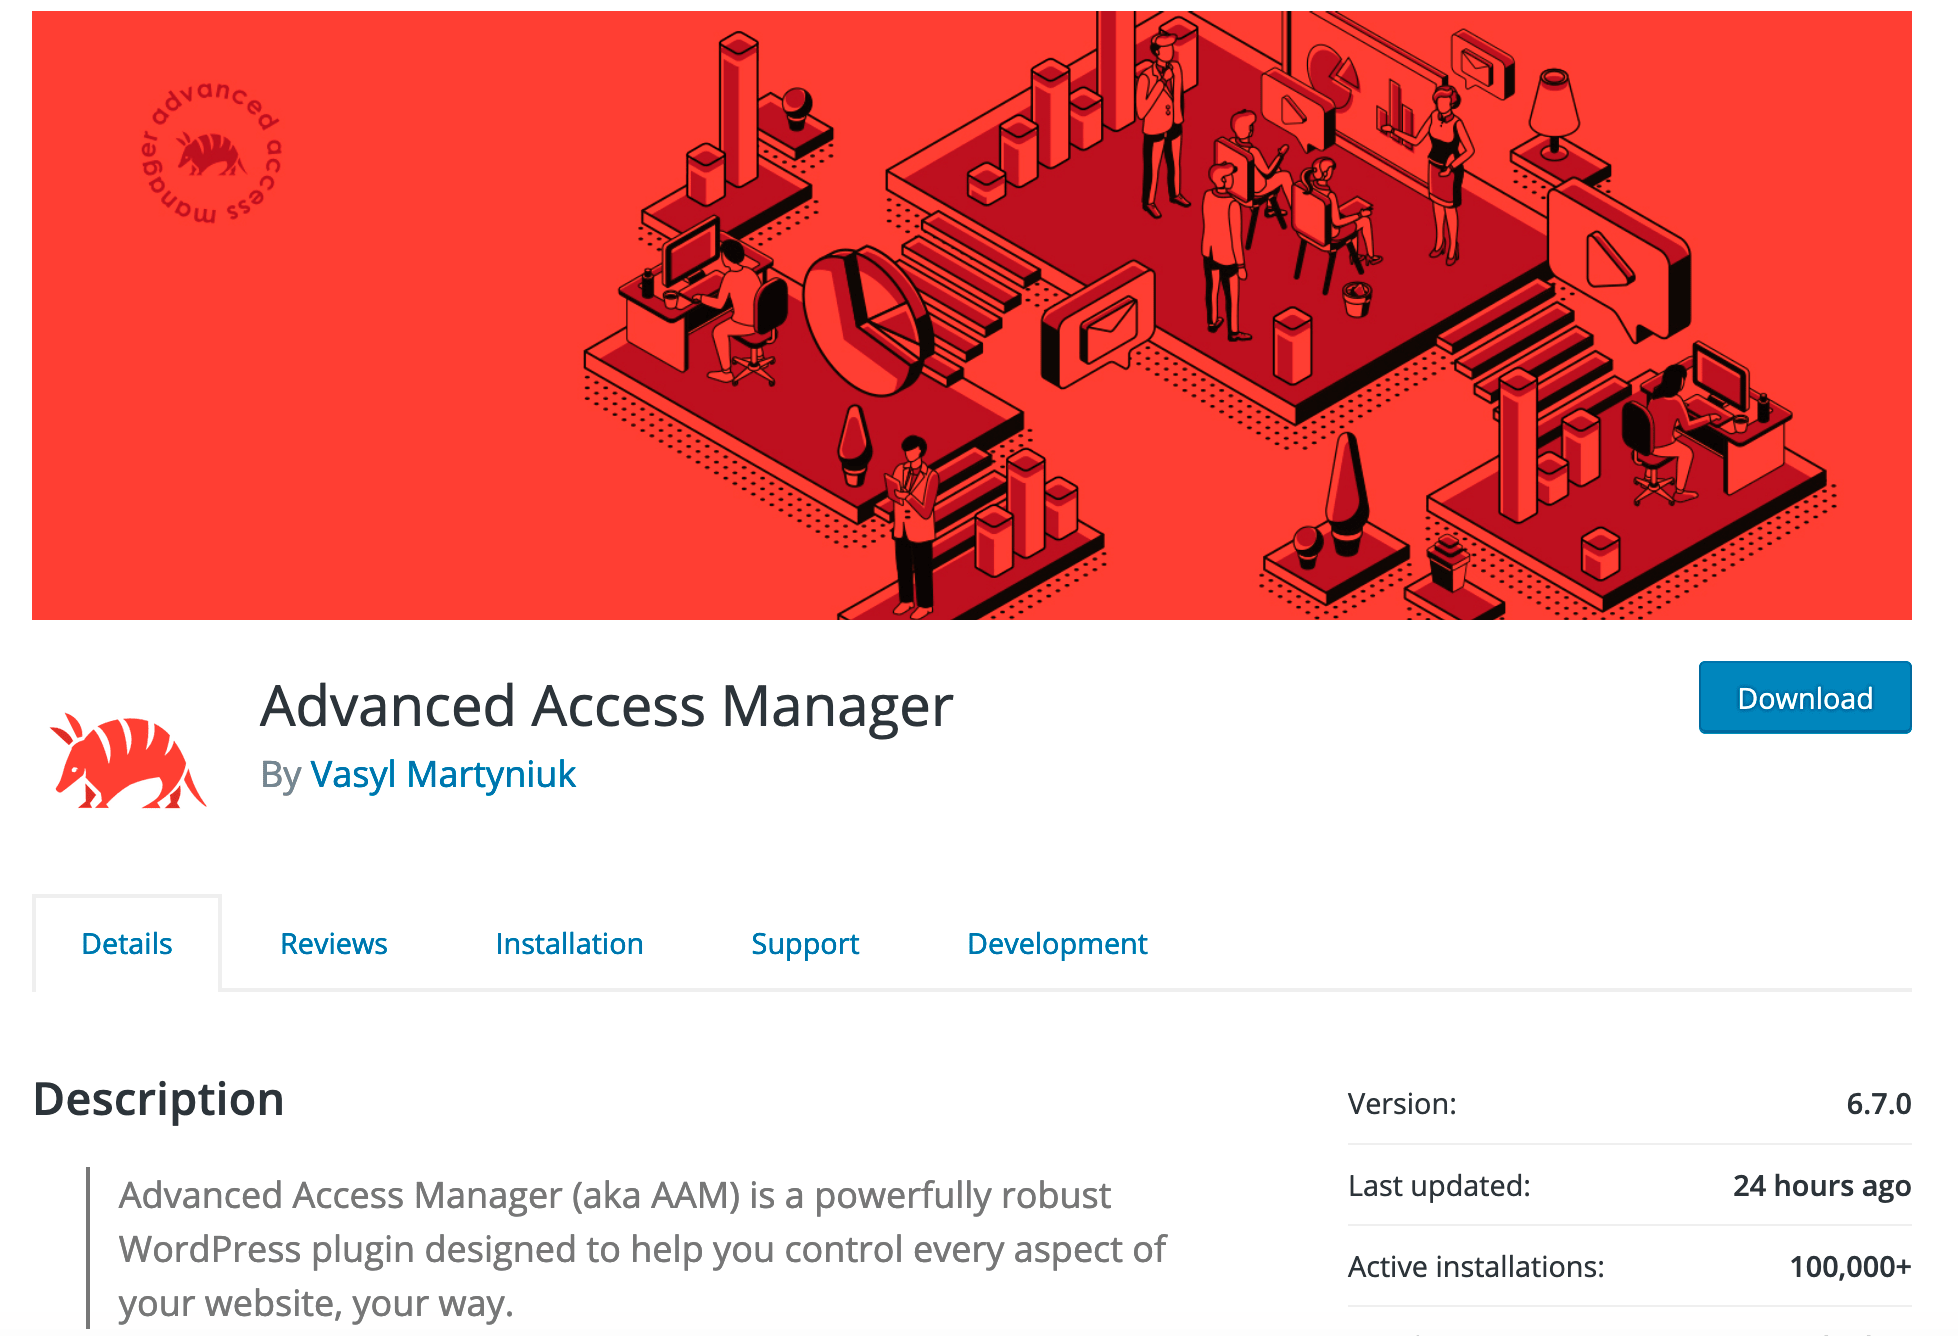 advanced access manager
Advanced Access Manager
Download
By Vasyl Martyniuk
Details
Reviews
Installation
Support
Development
Description
Advanced Access Manager (aka AAM) is a powerfully robust
WordPress plugin designed to help you control every aspect of
your website, your way.
Version: 6.7.0
Last updated: 24 hours ago
Active installations: 100,000+